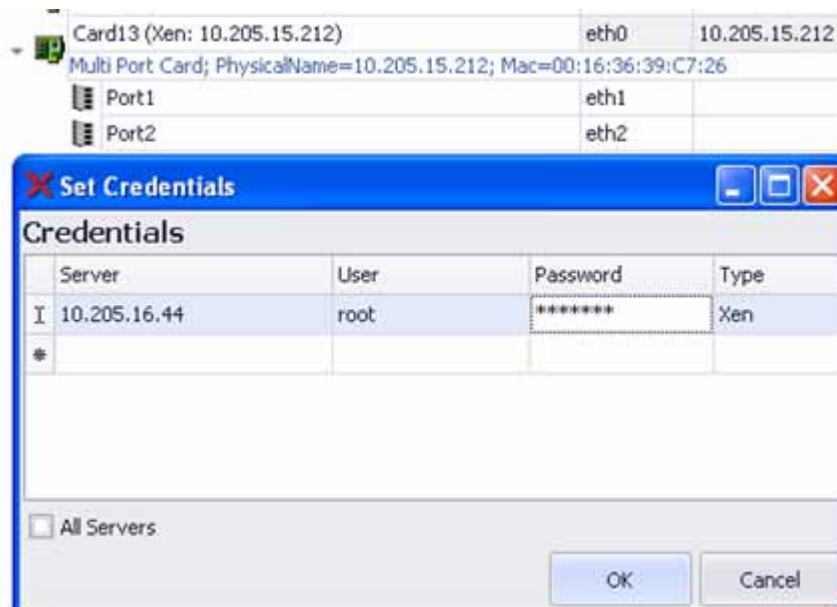 Card13 (Xen: 10.205.15.212) eth0 10.205.15.212
Multi Port Card; PhysicalName=10.205.15.212; Mac=00:16:36:39:C7:26
Port1 eth1
Port2 eth2
Set Credentials
Credentials
Server User Password Type
10.205.16.44 root ******* Xen
*
All Servers
OK Cancel